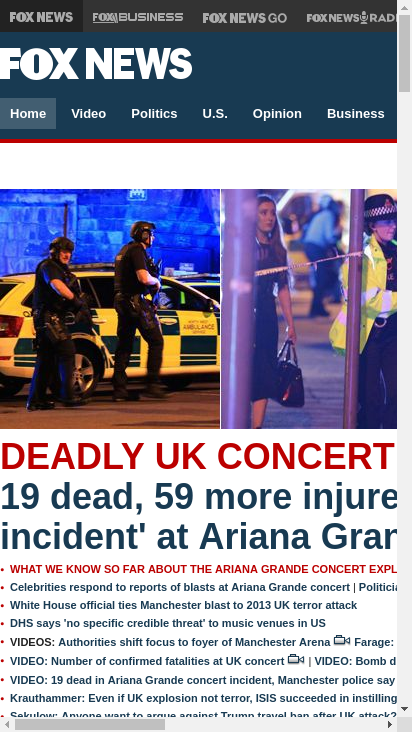 FOX NEWS FOX BUSINESS FOX NEWS GO FOX NEWS RADI
FOX NEWS
Home Video Politics U.S. Opinion Business
AMBULANCE
DEADLY UK CONCERT
19 dead, 59 more injure
incident' at Ariana Gran
WHAT WE KNOW SO FAR ABOUT THE ARIANA GRANDE CONCERT EXPL
Celebrities respond to reports of blasts at Ariana Grande concert | Politicia
White House official ties Manchester blast to 2013 UK terror attack
DHS says 'no specific credible threat' to music venues in US
VIDEOS: Authorities shift focus to foyer of Manchester Arena Farage:
VIDEO: Number of confirmed fatalities at UK concert | VIDEO: Bomb d
VIDEO: 19 dead in Ariana Grande concert incident, Manchester police say
Krauthammer: Even if UK explosion not terror, ISIS succeeded in instilling
Sekulow: Anyone want to argue against Trump travel ban after UK attack?